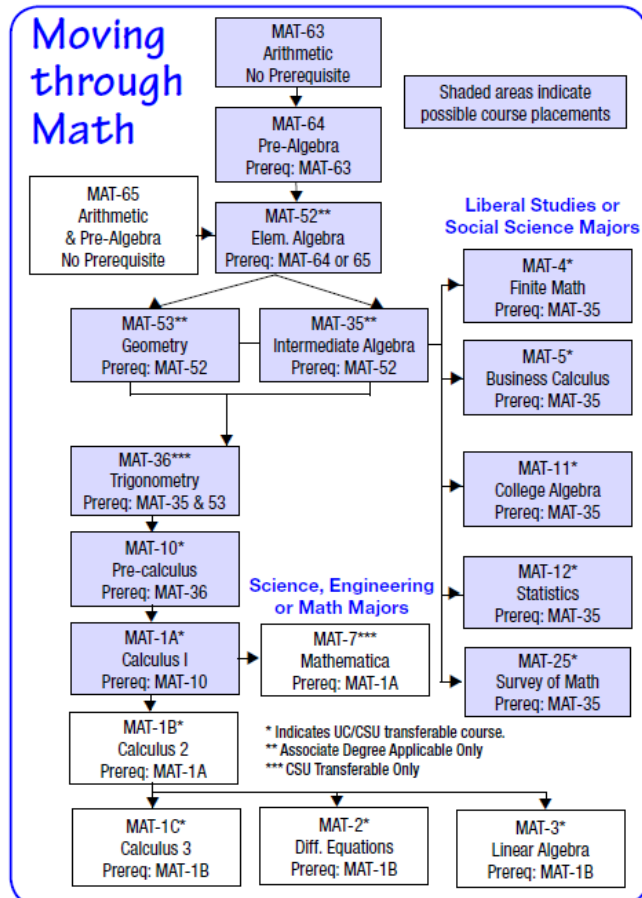 Moving
through
Math
MAT-63
Arithmetic
No Prerequisite
Shaded areas indicate
possible course placements
MAT-64
Pre-Algebra
Prereq: MAT-63
MAT-65
Arithmetic
& Pre-Algebra
No Prerequisite
MAT-52**
Elem. Algebra
Prereq: MAT-64 or 65
Liberal Studies or
Social Science Majors
MAT-4*
Finite Math
Prereq: MAT-35
MAT-53**
Geometry
Prereq: MAT-52
MAT-35**
Intermediate Algebra
Prereq: MAT-52
MAT-5*
Business Calculus
Prereq: MAT-35
MAT-36***
Trigonometry
Prereq: MAT-35 & 53
MAT-11*
College Algebra
Prereq: MAT-35
MAT-10*
Pre-calculus
Prereq: MAT-36
MAT-12*
Statistics
Prereq: MAT-35
Science, Engineering
or Math Majors
MAT-1A*
Calculus I
Prereq: MAT-10
MAT-7***
Mathematica
Prereq: MAT-1A
MAT-25*
Survey of Math
Prereq: MAT-35
MAT-1B*
Calculus 2
Prereq: MAT-1A
* Indicates UC/CSU transferable course.
** Associate Degree Applicable Only
*** CSU Transferable Only
MAT-1C*
Calculus 3
Prereq: MAT-1B
MAT-2*
Diff. Equations
Prereq: MAT-1B
MAT-3*
Linear Algebra
Prereq: MAT-1B